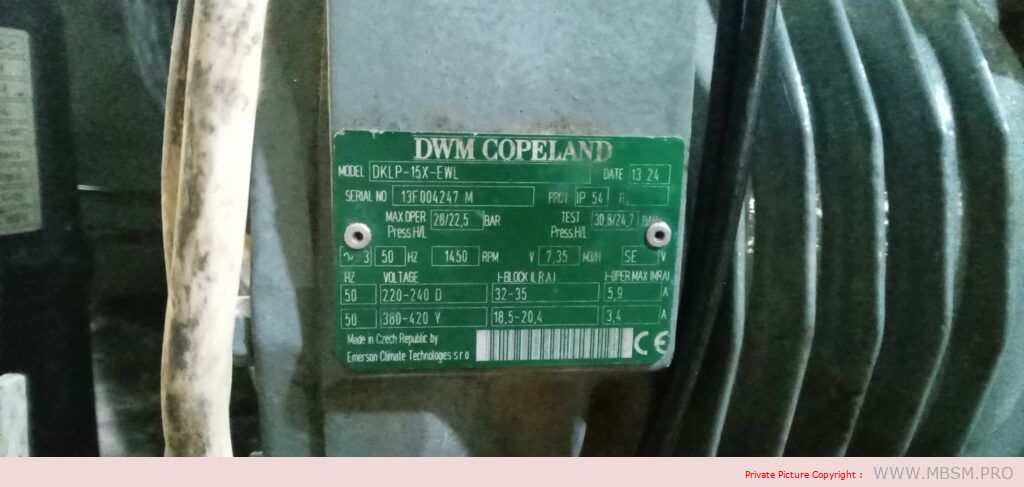 DWM COPELAND
MODEL DKLP-15X-EWL DATE 13 24
SERIAL NO 13F004247 M PROT IP 54 R
MAX.OPER Press.H/L 28/22,5 BAR TEST Press.H/L 30,8/24,7
3 50 HZ 1450 RPM V 7,35 M3/H SE V
HZ VOLTAGE I-BLOCK (L.R.A.) I-OPER MAX (MRA)
50 220-240 D 32-35 5,9 A
50 380-420 Y 18,5-20,4 3,4 A
Made in Czech Republic by
Emerson Climate Technologies s.r.o CE
Private Picture Copyright : WWW.MBSM.PRO